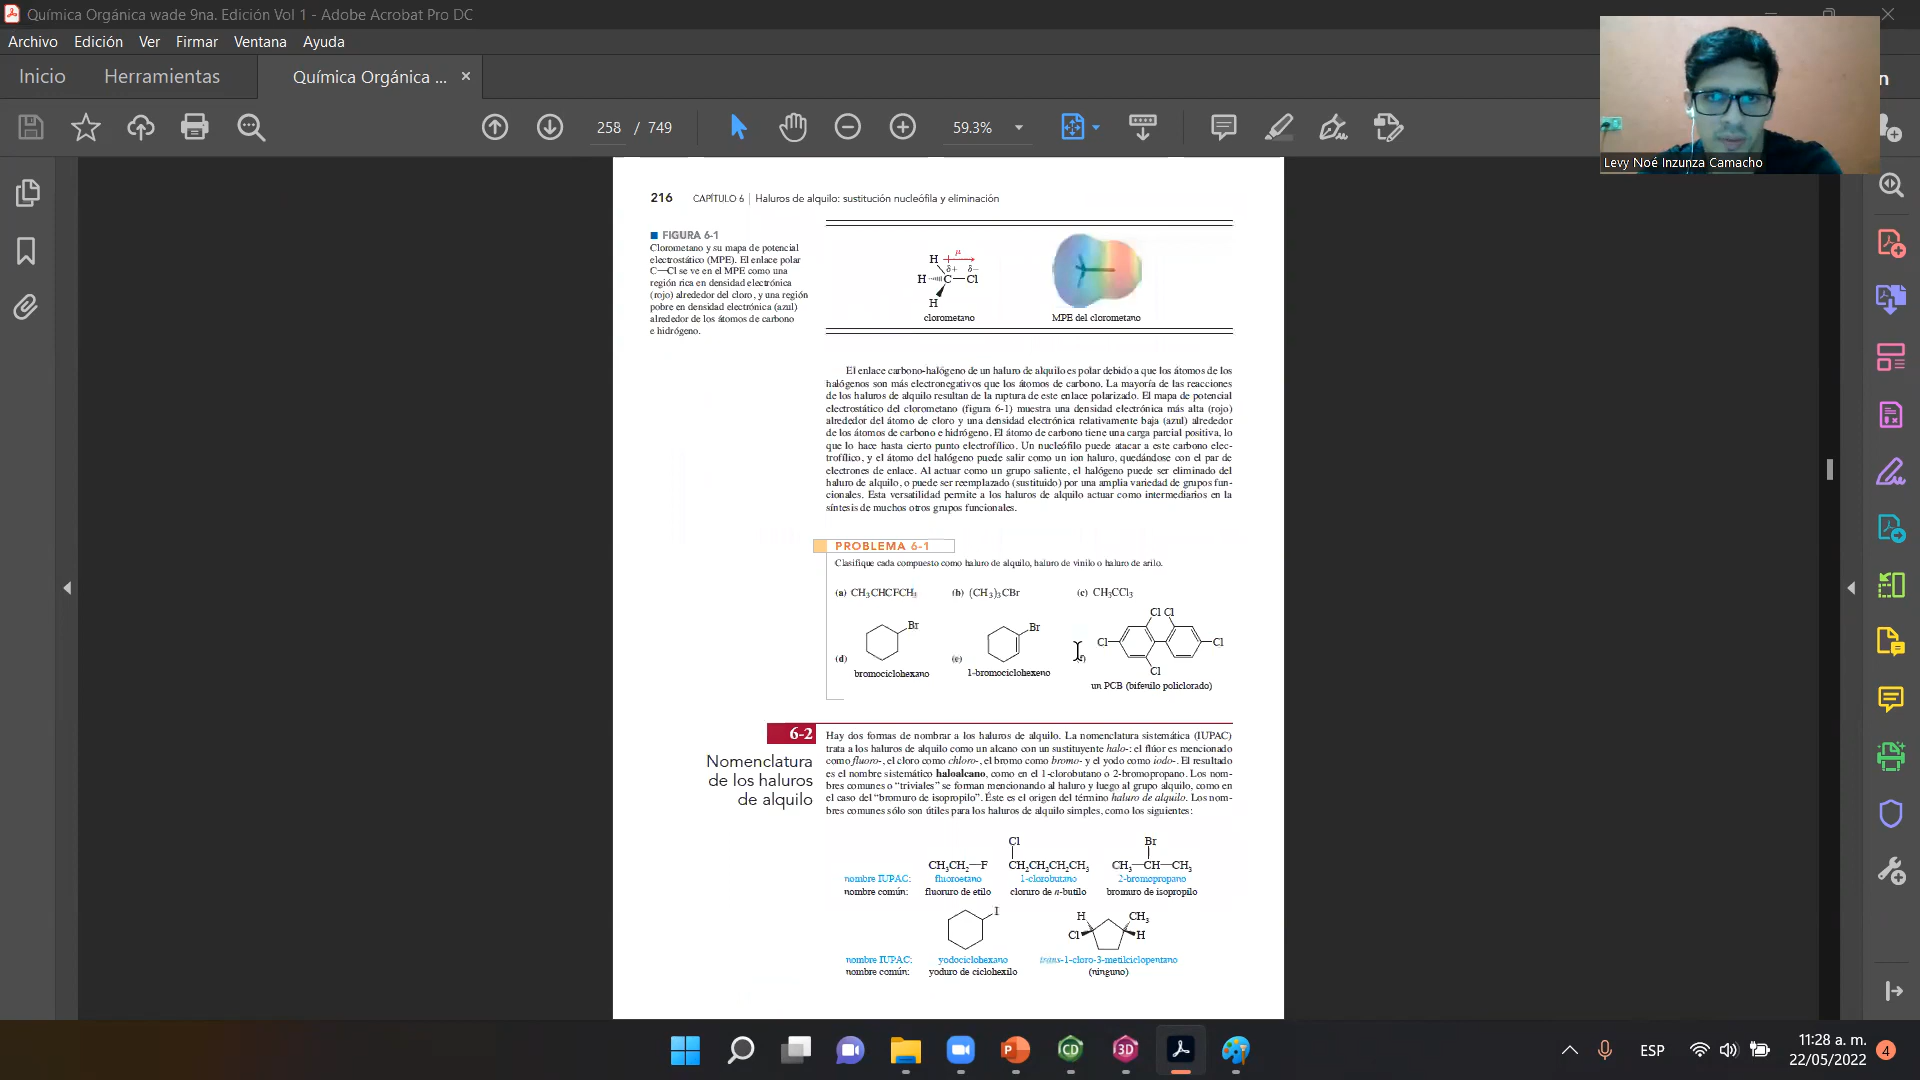 Química Orgánica wade 9na. Edición Vol 1 - Adobe Acrobat Pro DC
Archivo Edición Ver Firmar Ventana Ayuda
Inicio Herramientas Química Orgánica ... ×
258 / 749 59.3%
Levy Noé Inzunza Camacho
216 CAPÍTULO 6 | Haluros de alquilo: sustitución nucleófila y eliminación
FIGURA 6-1
Clorometano y su mapa de potencial
electrostático (MPE). El enlace polar
C—Cl se ve en el MPE como una
región rica en densidad electrónica
(rojo) alrededor del cloro, y una región
pobre en densidad electrónica (azul)
alrededor de los átomos de carbono
e hidrógeno.
μ
H
δ+ δ−
H C—Cl
H
clorometano MPE del clorometano
El enlace carbono-halógeno de un haluro de alquilo es polar debido a que los átomos de los
halógenos son más electronegativos que los átomos de carbono. La mayoría de las reacciones
de los haluros de alquilo resultan de la ruptura de este enlace polarizado. El mapa de potencial
electrostático del clorometano (figura 6-1) muestra una densidad electrónica más alta (rojo)
alrededor del átomo de cloro y una densidad electrónica relativamente baja (azul) alrededor
de los átomos de carbono e hidrógeno. El átomo de carbono tiene una carga parcial positiva, lo
que lo hace hasta cierto punto electrofílico. Un nucleófilo puede atacar a este carbono elec-
trofílico, y el átomo del halógeno puede salir como un ion haluro, quedándose con el par de
electrones de enlace. Al actuar como un grupo saliente, el halógeno puede ser eliminado del
haluro de alquilo, o puede ser reemplazado (sustituido) por una amplia variedad de grupos fun-
cionales. Esta versatilidad permite a los haluros de alquilo actuar como intermediarios en la
síntesis de muchos otros grupos funcionales.
PROBLEMA 6-1
Clasifique cada compuesto como haluro de alquilo, haluro de vinilo o haluro de arilo.
(a) CH₃CHCFCH₃ (b) (CH₃)₃CBr (c) CH₃CCl₃
Cl Cl
Br Br
Cl Cl
(d) (e) (f)
Cl
bromociclohexano 1-bromociclohexeno
un PCB (bifenilo policlorado)
6-2
Nomenclatura
de los haluros
de alquilo
Hay dos formas de nombrar a los haluros de alquilo. La nomenclatura sistemática (IUPAC)
trata a los haluros de alquilo como un alcano con un sustituyente halo-: el flúor es mencionado
como fluoro-, el cloro como chloro-, el bromo como bromo- y el yodo como iodo-. El resultado
es el nombre sistemático haloalcano, como en el 1-clorobutano o 2-bromopropano. Los nom-
bres comunes o “triviales” se forman mencionando al haluro y luego al grupo alquilo, como en
el caso del “bromuro de isopropilo”. Éste es el origen del término haluro de alquilo. Los nom-
bres comunes sólo son útiles para los haluros de alquilo simples, como los siguientes:
Cl Br
CH₃CH₂—F CH₂CH₂CH₂CH₃ CH₃—CH—CH₃
nombre IUPAC: fluoroetano 1-clorobutano 2-bromopropano
nombre común: fluoruro de etilo cloruro de n-butilo bromuro de isopropilo
I H CH₃
Cl H
nombre IUPAC: yodociclohexano trans-1-cloro-3-metilciclopentano
nombre común: yoduro de ciclohexilo (ninguno)
ESP
11:28 a. m.
22/05/2022
4